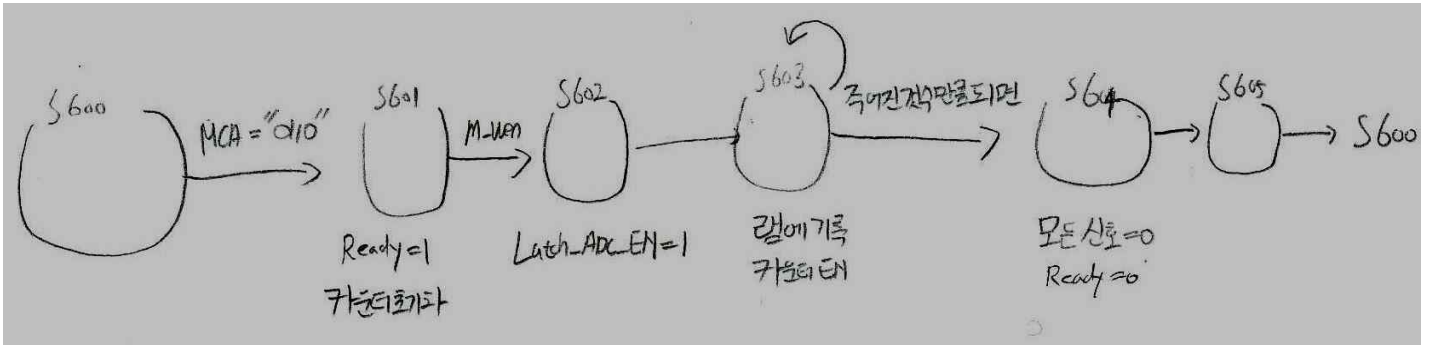 S600
MCA = "0110"
S601
Ready=1
카운터초기화
M_wen
S602
Latch_ADC_EN=1
S603
램에 기록
카운터 EN
주어진 갯수만큼되면
S604
모든 신호=0
Ready=0
S605
S600